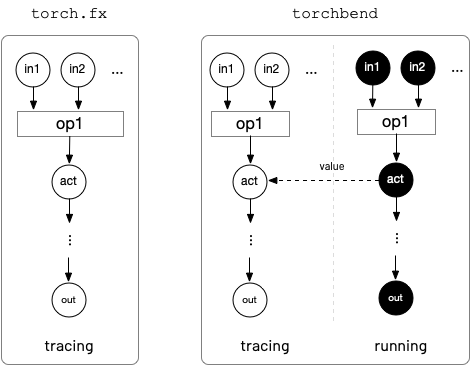 torch.fx
in1 in2 ...
op1
act
⋮
out
tracing
torchbend
in1 in2 ... in1 in2 ...
op1 op1
value
act act
⋮ ⋮
out out
tracing running